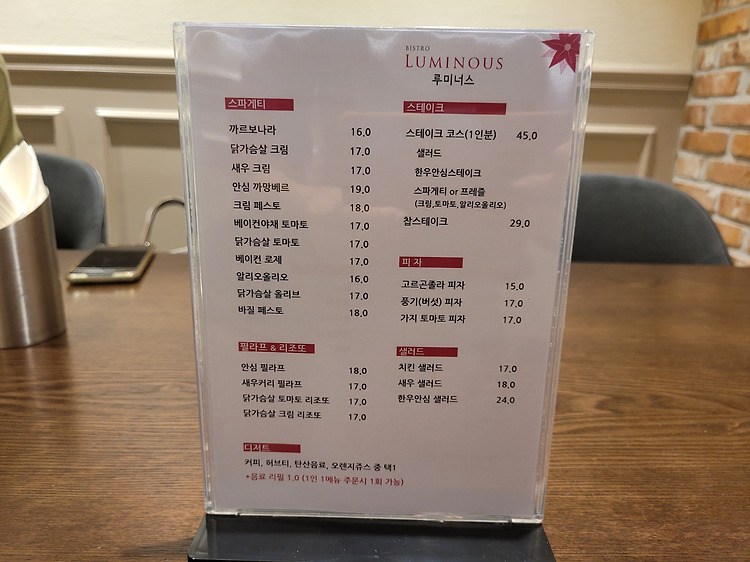 BISTRO
LUMINOUS
루미너스
스파게티
까르보나라 16.0
닭가슴살 크림 17.0
새우 크림 17.0
안심 까망베르 19.0
크림 페스토 18.0
베이컨야채 토마토 17.0
닭가슴살 토마토 17.0
베이컨 로제 17.0
알리오올리오 16.0
닭가슴살 올리브 17.0
바질 페스토 18.0
필라프 & 리조또
안심 필라프 18.0
새우커리 필라프 17.0
닭가슴살 토마토 리조또 17.0
닭가슴살 크림 리조또 17.0
스테이크
스테이크 코스(1인분) 45.0
샐러드
한우안심스테이크
스파게티 or 프레즐
(크림,토마토,알리오올리오)
찹스테이크 29.0
피 자
고르곤졸라 피자 15.0
풍기(버섯) 피자 17.0
가지 토마토 피자 17.0
샐러드
치킨 샐러드 17.0
새우 샐러드 18.0
한우안심 샐러드 24.0
디저트
커피, 허브티, 탄산음료, 오렌지쥬스 중 택1
*음료 리필 1.0 (1인 1메뉴 주문시 1회 가능)